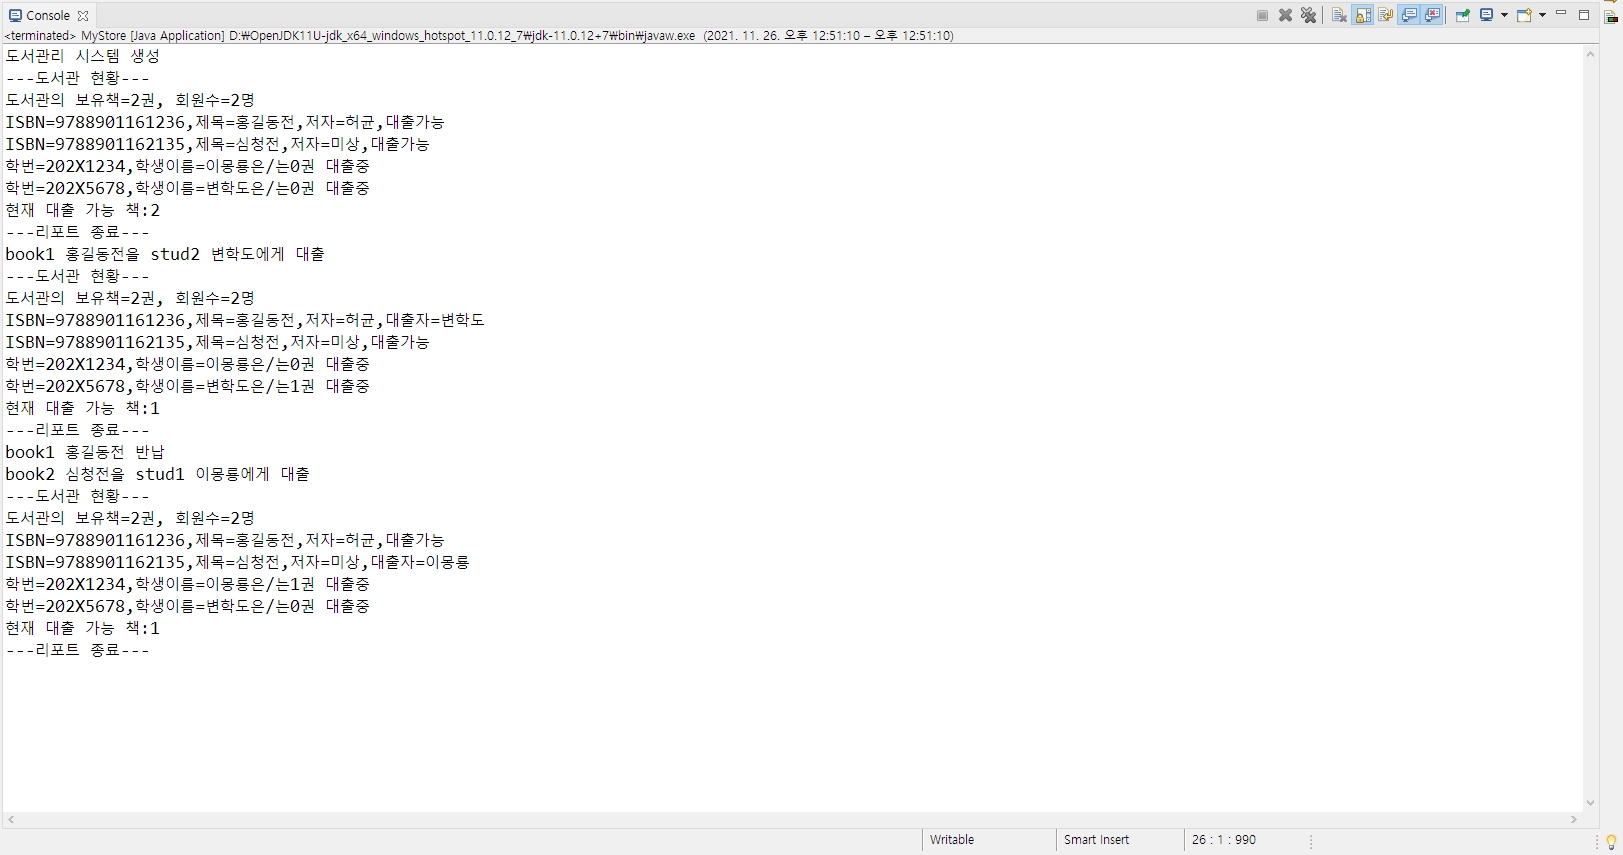 Console
<terminated> MyStore [Java Application] D:₩OpenJDK11U-jdk_x64_windows_hotspot_11.0.12_7₩jdk-11.0.12+7₩bin₩javaw.exe (2021. 11. 26. 오후 12:51:10 – 오후 12:51:10)
도서관리 시스템 생성
---도서관 현황---
도서관의 보유책=2권, 회원수=2명
ISBN=9788901161236,제목=홍길동전,저자=허균,대출가능
ISBN=9788901162135,제목=심청전,저자=미상,대출가능
학번=202X1234,학생이름=이몽룡은/는0권 대출중
학번=202X5678,학생이름=변학도은/는0권 대출중
현재 대출 가능 책:2
---리포트 종료---
book1 홍길동전을 stud2 변학도에게 대출
---도서관 현황---
도서관의 보유책=2권, 회원수=2명
ISBN=9788901161236,제목=홍길동전,저자=허균,대출자=변학도
ISBN=9788901162135,제목=심청전,저자=미상,대출가능
학번=202X1234,학생이름=이몽룡은/는0권 대출중
학번=202X5678,학생이름=변학도은/는1권 대출중
현재 대출 가능 책:1
---리포트 종료---
book1 홍길동전 반납
book2 심청전을 stud1 이몽룡에게 대출
---도서관 현황---
도서관의 보유책=2권, 회원수=2명
ISBN=9788901161236,제목=홍길동전,저자=허균,대출가능
ISBN=9788901162135,제목=심청전,저자=미상,대출자=이몽룡
학번=202X1234,학생이름=이몽룡은/는1권 대출중
학번=202X5678,학생이름=변학도은/는0권 대출중
현재 대출 가능 책:1
---리포트 종료---
Writable Smart Insert 26 : 1 : 990